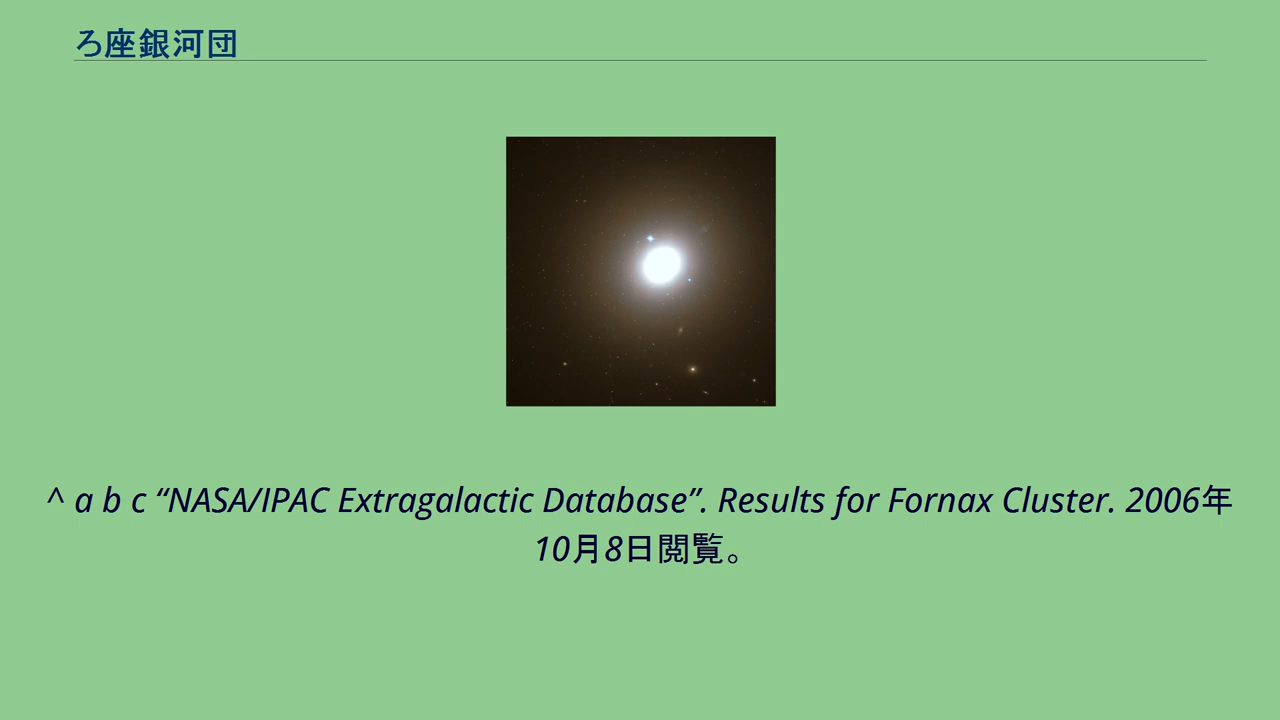 ろ座銀河団
^ a b c “NASA/IPAC Extragalactic Database”. Results for Fornax Cluster. 2006年
10月8日閲覧。